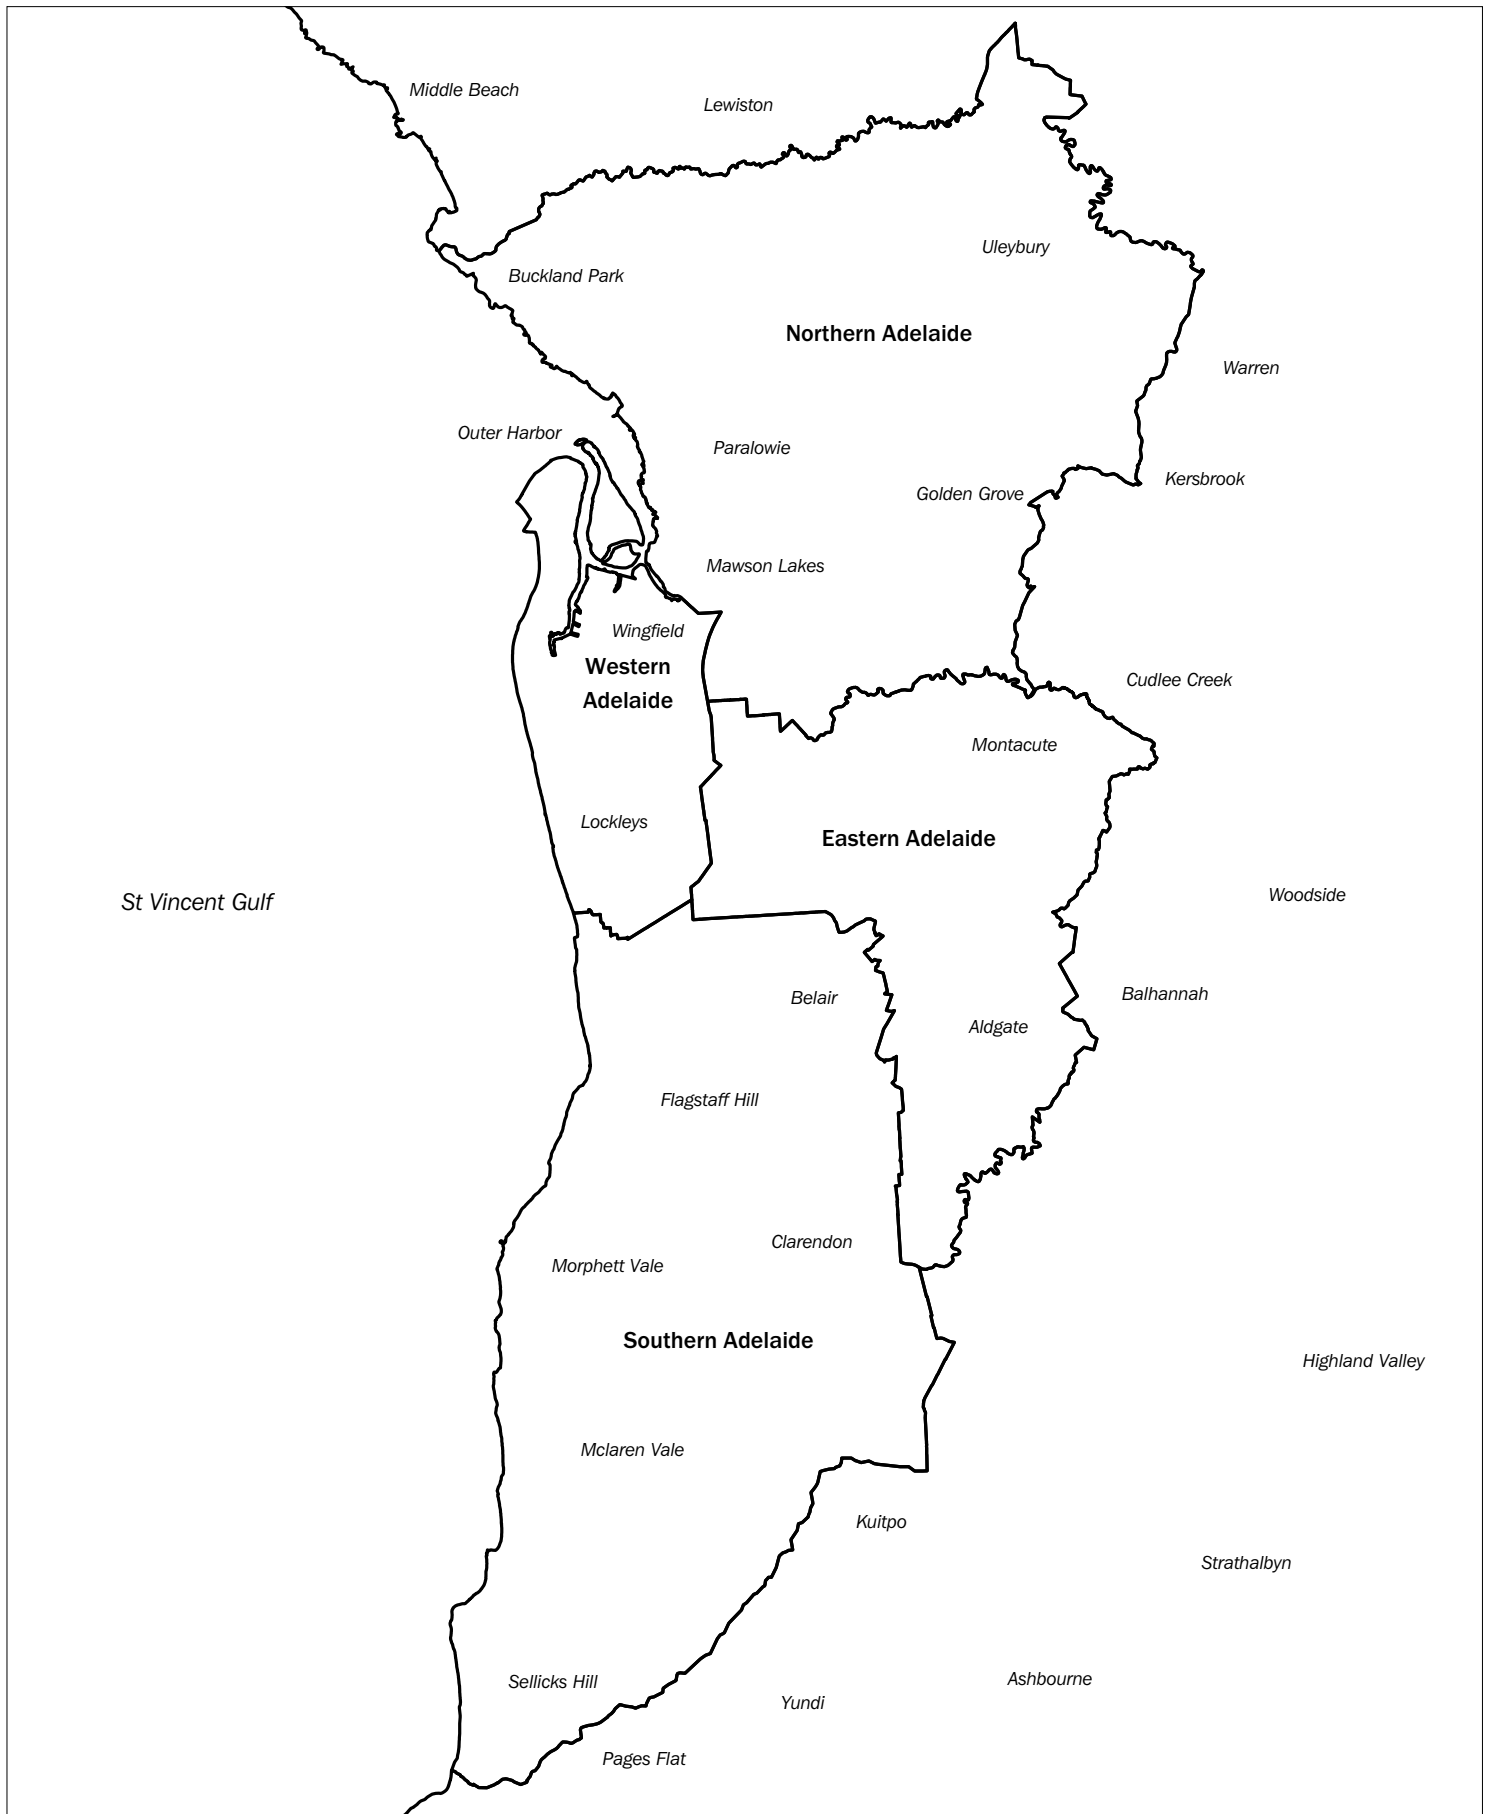 Middle Beach
Lewiston
Uleybury
Buckland Park
Northern Adelaide
Warren
Outer Harbor
Paralowie
Kersbrook
Golden Grove
Mawson Lakes
Wingfield
Western
Adelaide
Cudlee Creek
Montacute
Lockleys
Eastern Adelaide
Woodside
St Vincent Gulf
Balhannah
Belair
Aldgate
Flagstaff Hill
Clarendon
Morphett Vale
Southern Adelaide
Highland Valley
Mclaren Vale
Kuitpo
Strathalbyn
Ashbourne
Sellicks Hill
Yundi
Pages Flat